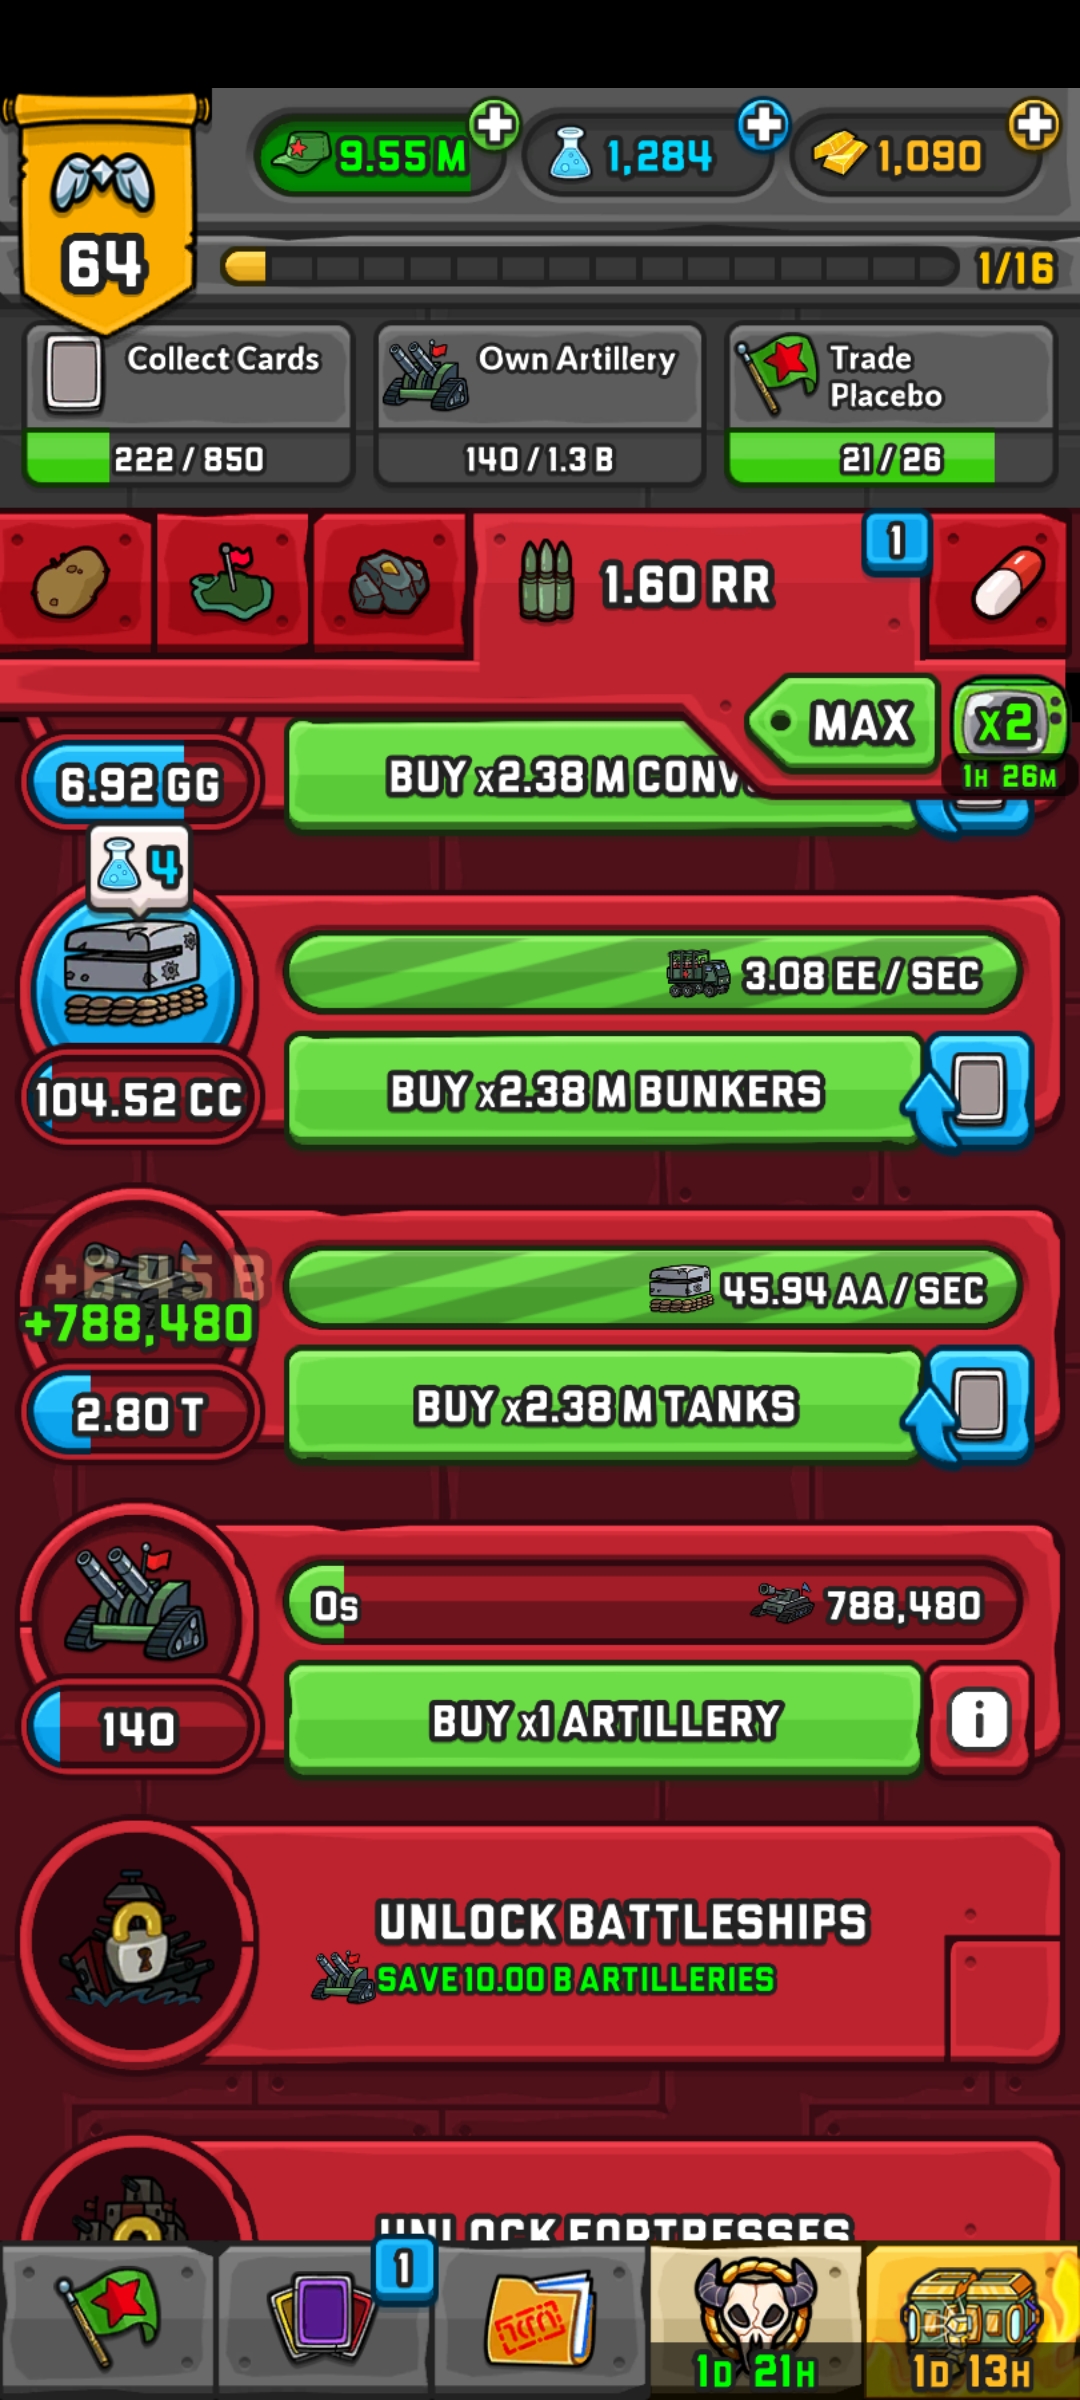 64
9.55 M
1,284
1,090
1/16
Collect Cards
222 / 850
Own Artillery
140 / 1.3 B
Trade
Placebo
21 / 26
1.60 RR
1
MAX
x2
1H 26M
6.92 GG
BUY x2.38 M CONV
4
3.08 EE / SEC
104.52 CC
BUY x2.38 M BUNKERS
+6.45 B
+788,480
45.94 AA / SEC
2.80 T
BUY x2.38 M TANKS
0s
788,480
140
BUY x1 ARTILLERY
i
UNLOCK BATTLESHIPS
SAVE 10.00 B ARTILLERIES
UNLOCK FORTRESSES
1
1D 21H
1D 13H